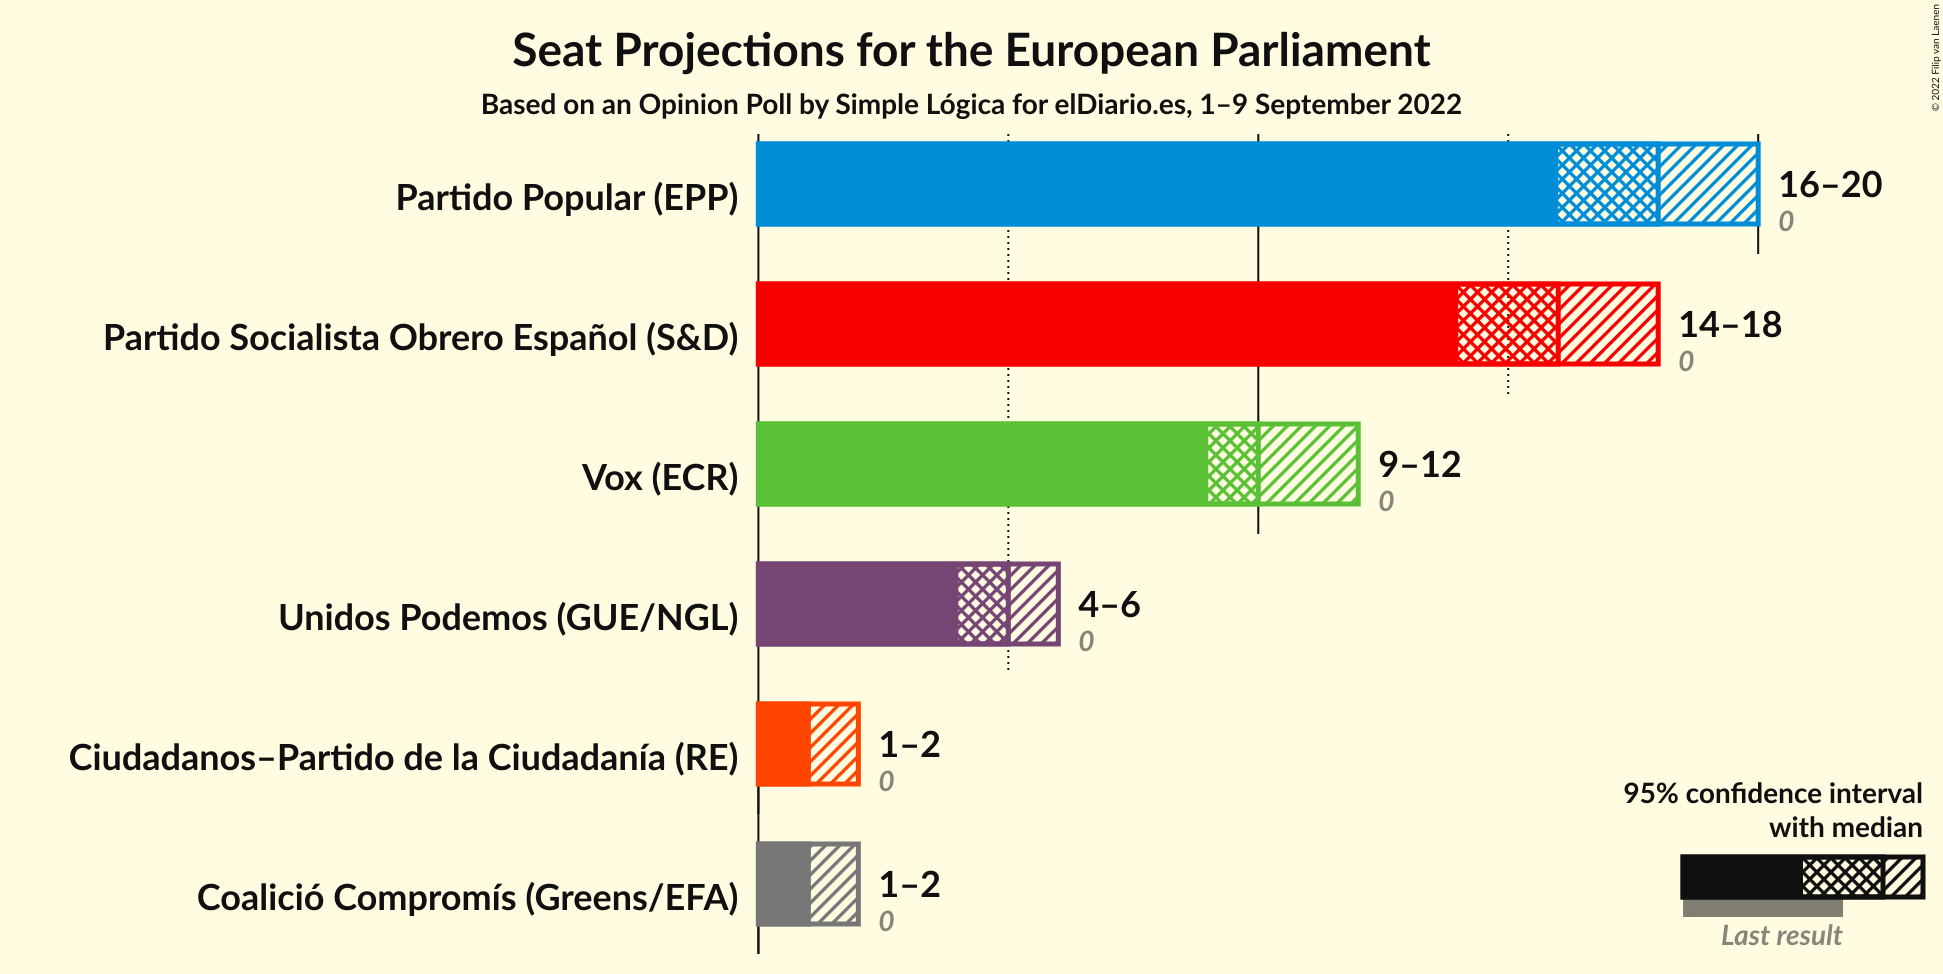 Seat Projections for the European Parliament
Based on an Opinion Poll by Simple Lógica for elDiario.es, 1–9 September 2022
© 2022 Filip van Laenen
Partido Popular (EPP)
16–20
0
Partido Socialista Obrero Español (S&D)
14–18
0
Vox (ECR)
9–12
0
Unidos Podemos (GUE/NGL)
4–6
0
Ciudadanos–Partido de la Ciudadanía (RE)
1–2
0
Coalició Compromís (Greens/EFA)
1–2
0
95% confidence interval
with median
Last result